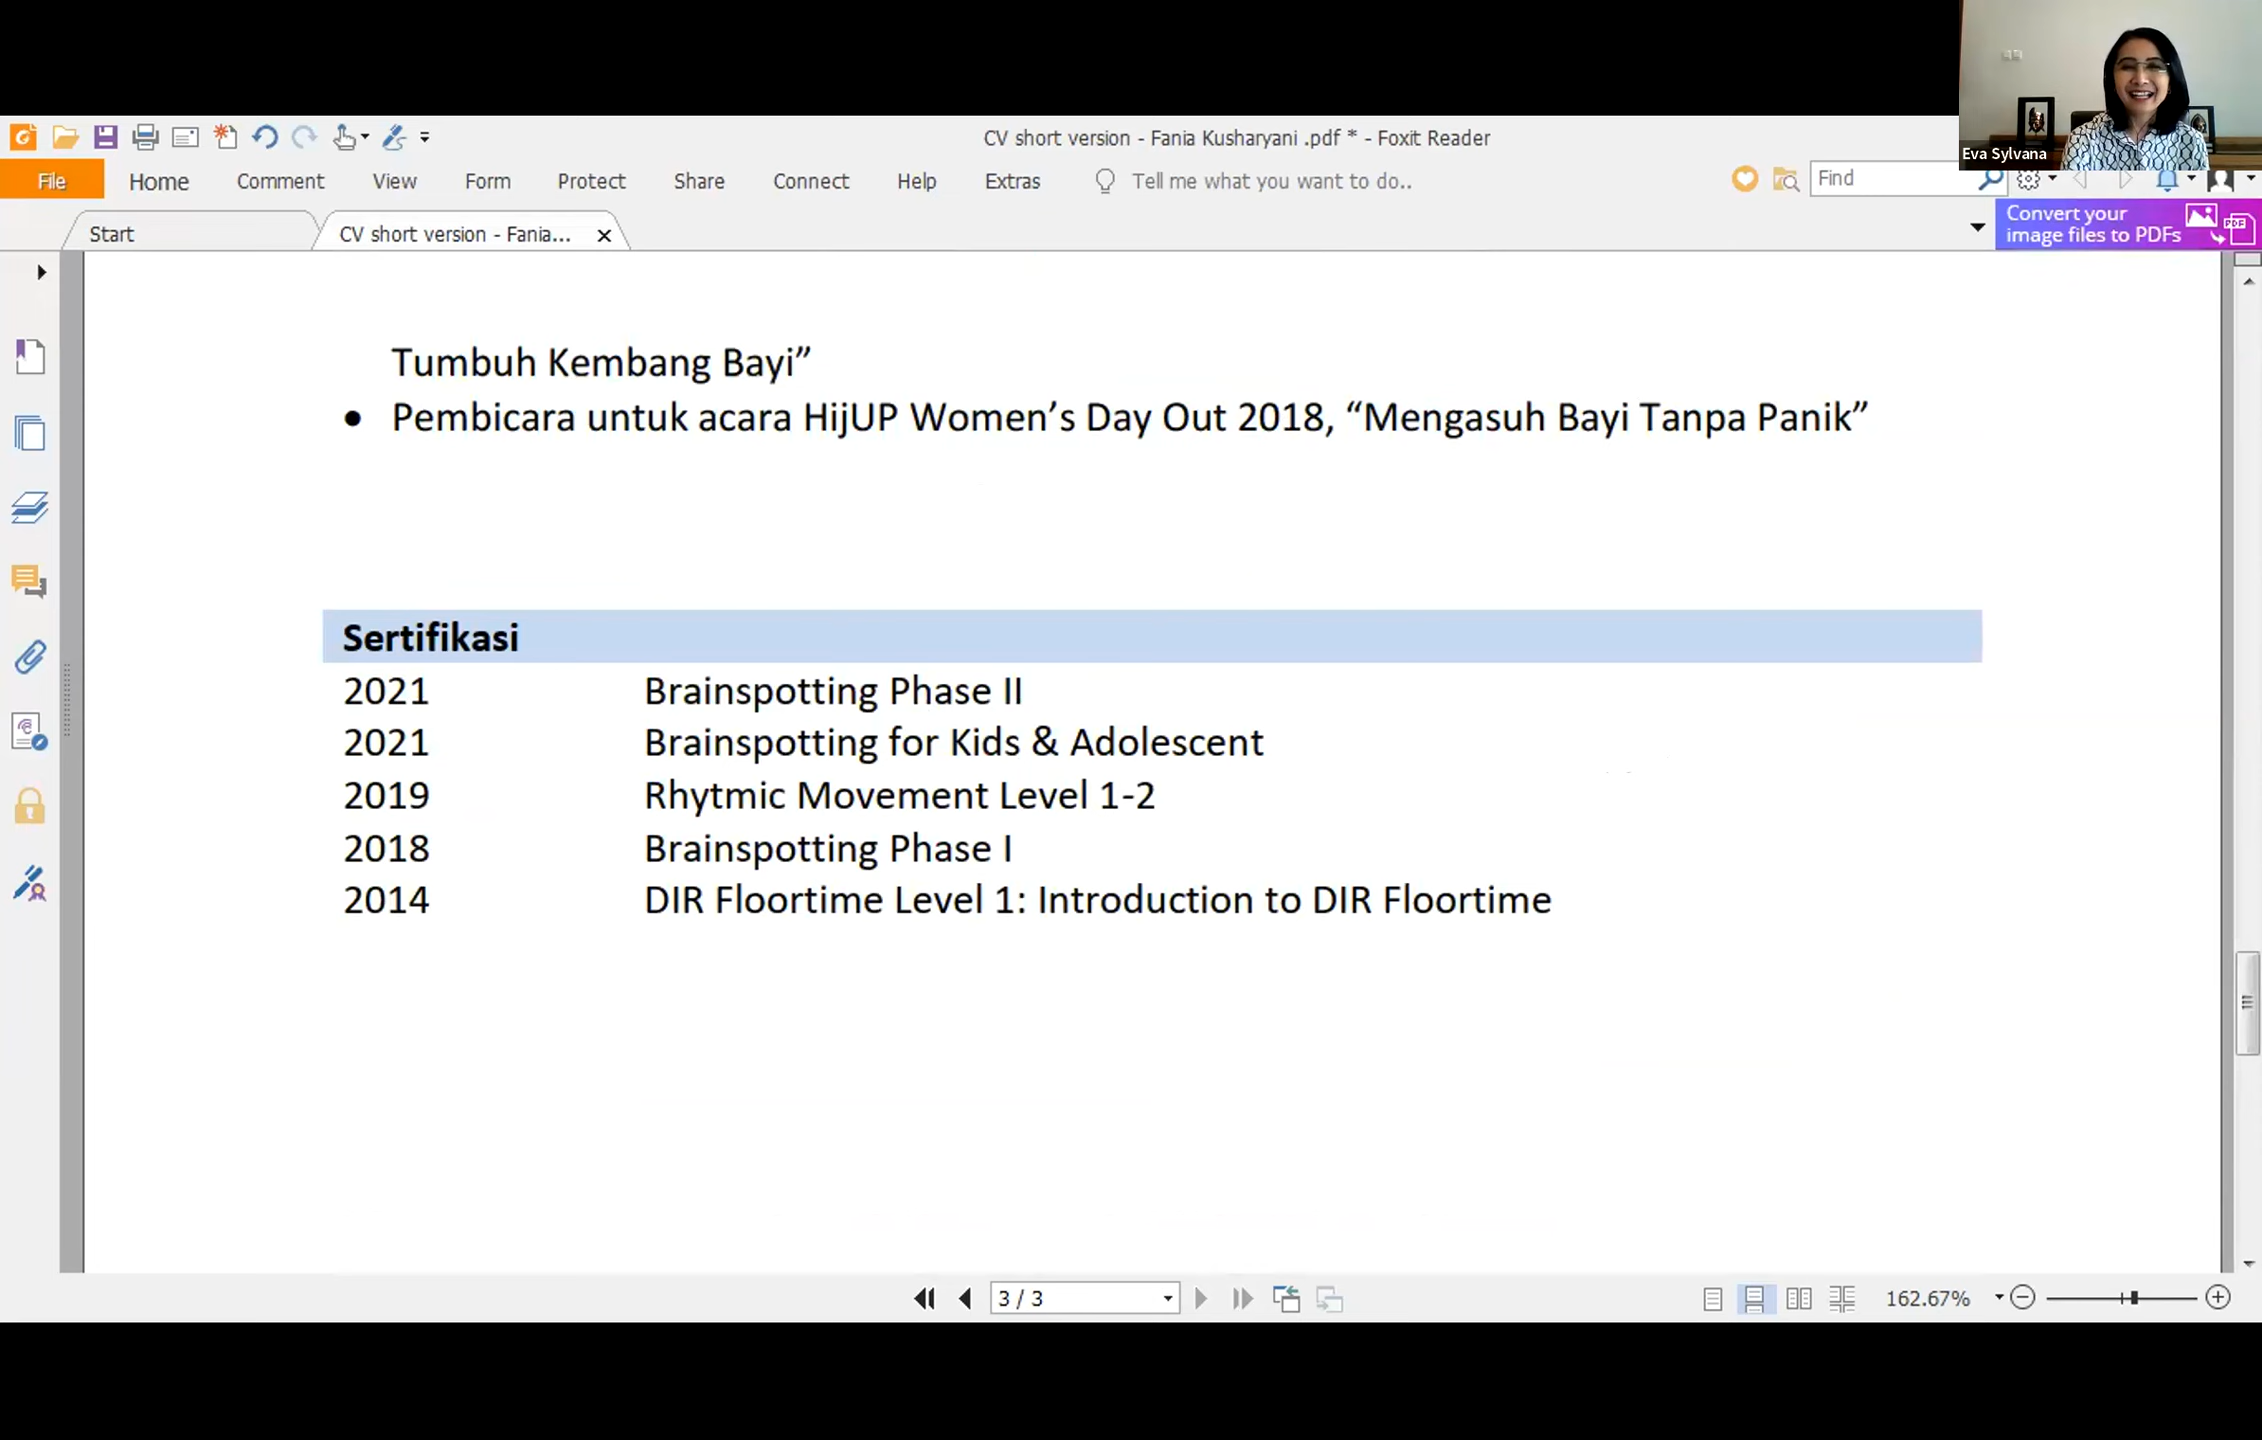 CV short version - Fania Kusharyani .pdf * - Foxit Reader
Eva Sylvana
File Home Comment View Form Protect Share Connect Help Extras Tell me what you want to do.. Find
Start CV short version - Fania...
Convert your
image files to PDFs
PDF
Tumbuh Kembang Bayi”
• Pembicara untuk acara HijUP Women’s Day Out 2018, “Mengasuh Bayi Tanpa Panik”
Sertifikasi
2021 Brainspotting Phase II
2021 Brainspotting for Kids & Adolescent
2019 Rhytmic Movement Level 1-2
2018 Brainspotting Phase I
2014 DIR Floortime Level 1: Introduction to DIR Floortime
3 / 3 162.67%